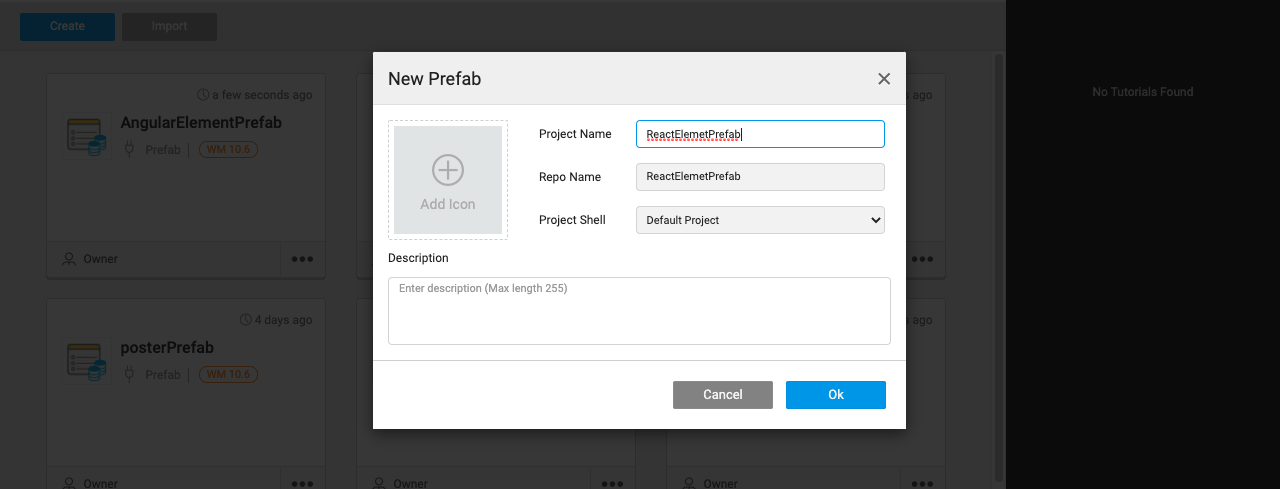 Create
Import
a few seconds ago
AngularElementPrefab
Prefab
WM 10.6
Owner
4 days ago
posterPrefab
Prefab
WM 10.6
Owner
New Prefab
Add Icon
Project Name
ReactElemetPrefab
Repo Name
ReactElemetPrefab
Project Shell
Default Project
Description
Enter description (Max length 255)
Cancel
Ok
ago
ago
Owner
Owner
No Tutorials Found